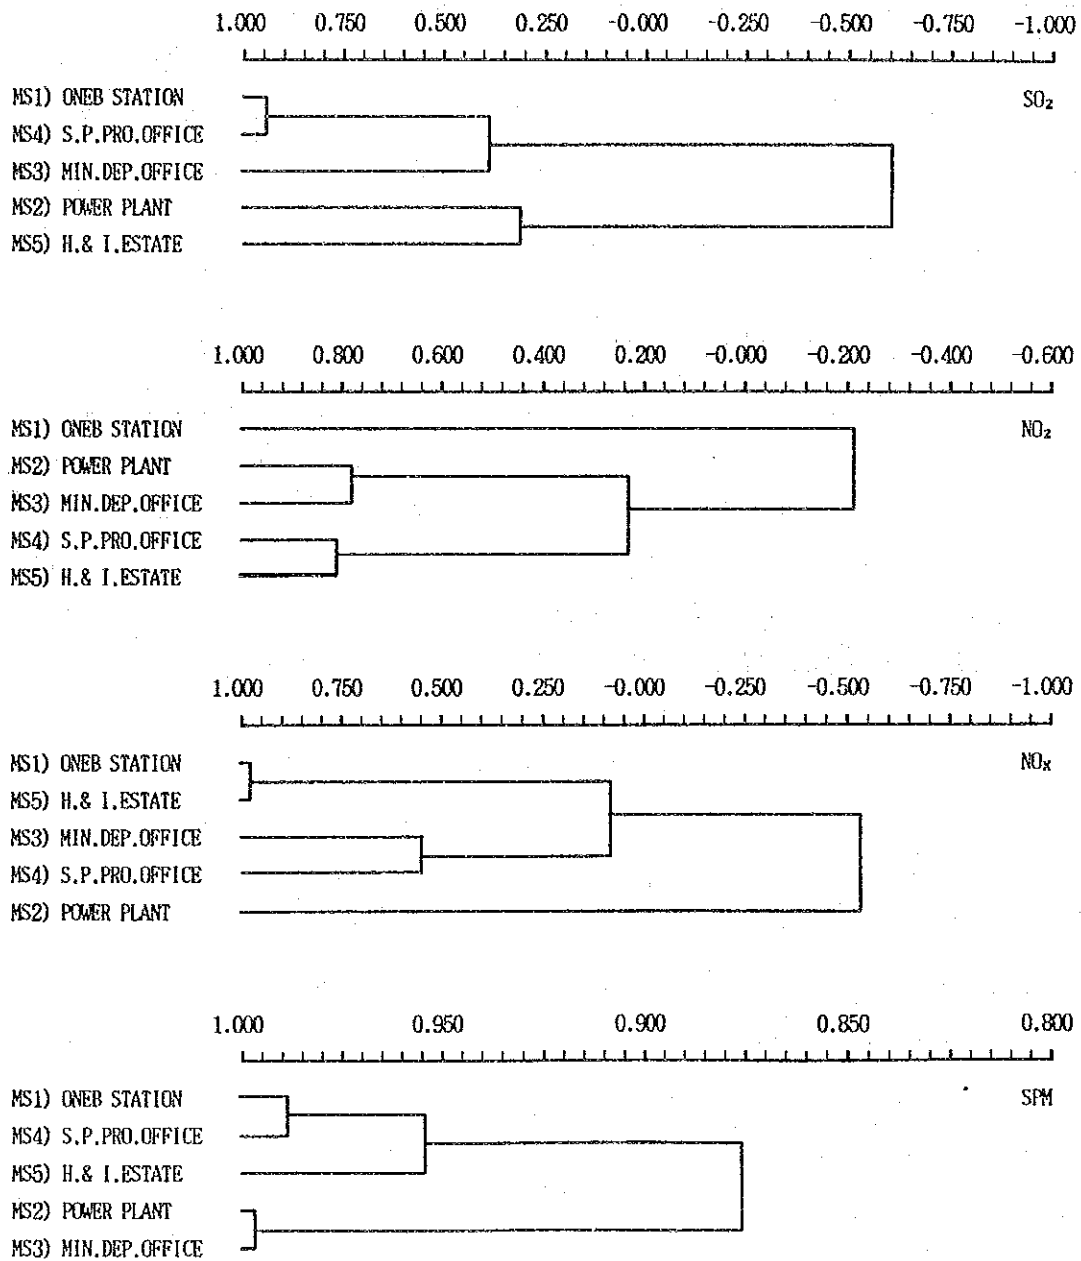 1.000 0.750 0.500 0.250 -0.000 -0.250 -0.500 -0.750 -1.000
MS1) ONEB STATION SO₂
MS4) S.P.PRO.OFFICE
MS3) MIN.DEP.OFFICE
MS2) POWER PLANT
MS5) H.& I.ESTATE
1.000 0.800 0.600 0.400 0.200 -0.000 -0.200 -0.400 -0.600
MS1) ONEB STATION NO₂
MS2) POWER PLANT
MS3) MIN.DEP.OFFICE
MS4) S.P.PRO.OFFICE
MS5) H.& I.ESTATE
1.000 0.750 0.500 0.250 -0.000 -0.250 -0.500 -0.750 -1.000
MS1) ONEB STATION NOₓ
MS5) H.& I.ESTATE
MS3) MIN.DEP.OFFICE
MS4) S.P.PRO.OFFICE
MS2) POWER PLANT
1.000 0.950 0.900 0.850 0.800
MS1) ONEB STATION SPM
MS4) S.P.PRO.OFFICE
MS5) H.& I.ESTATE
MS2) POWER PLANT
MS3) MIN.DEP.OFFICE